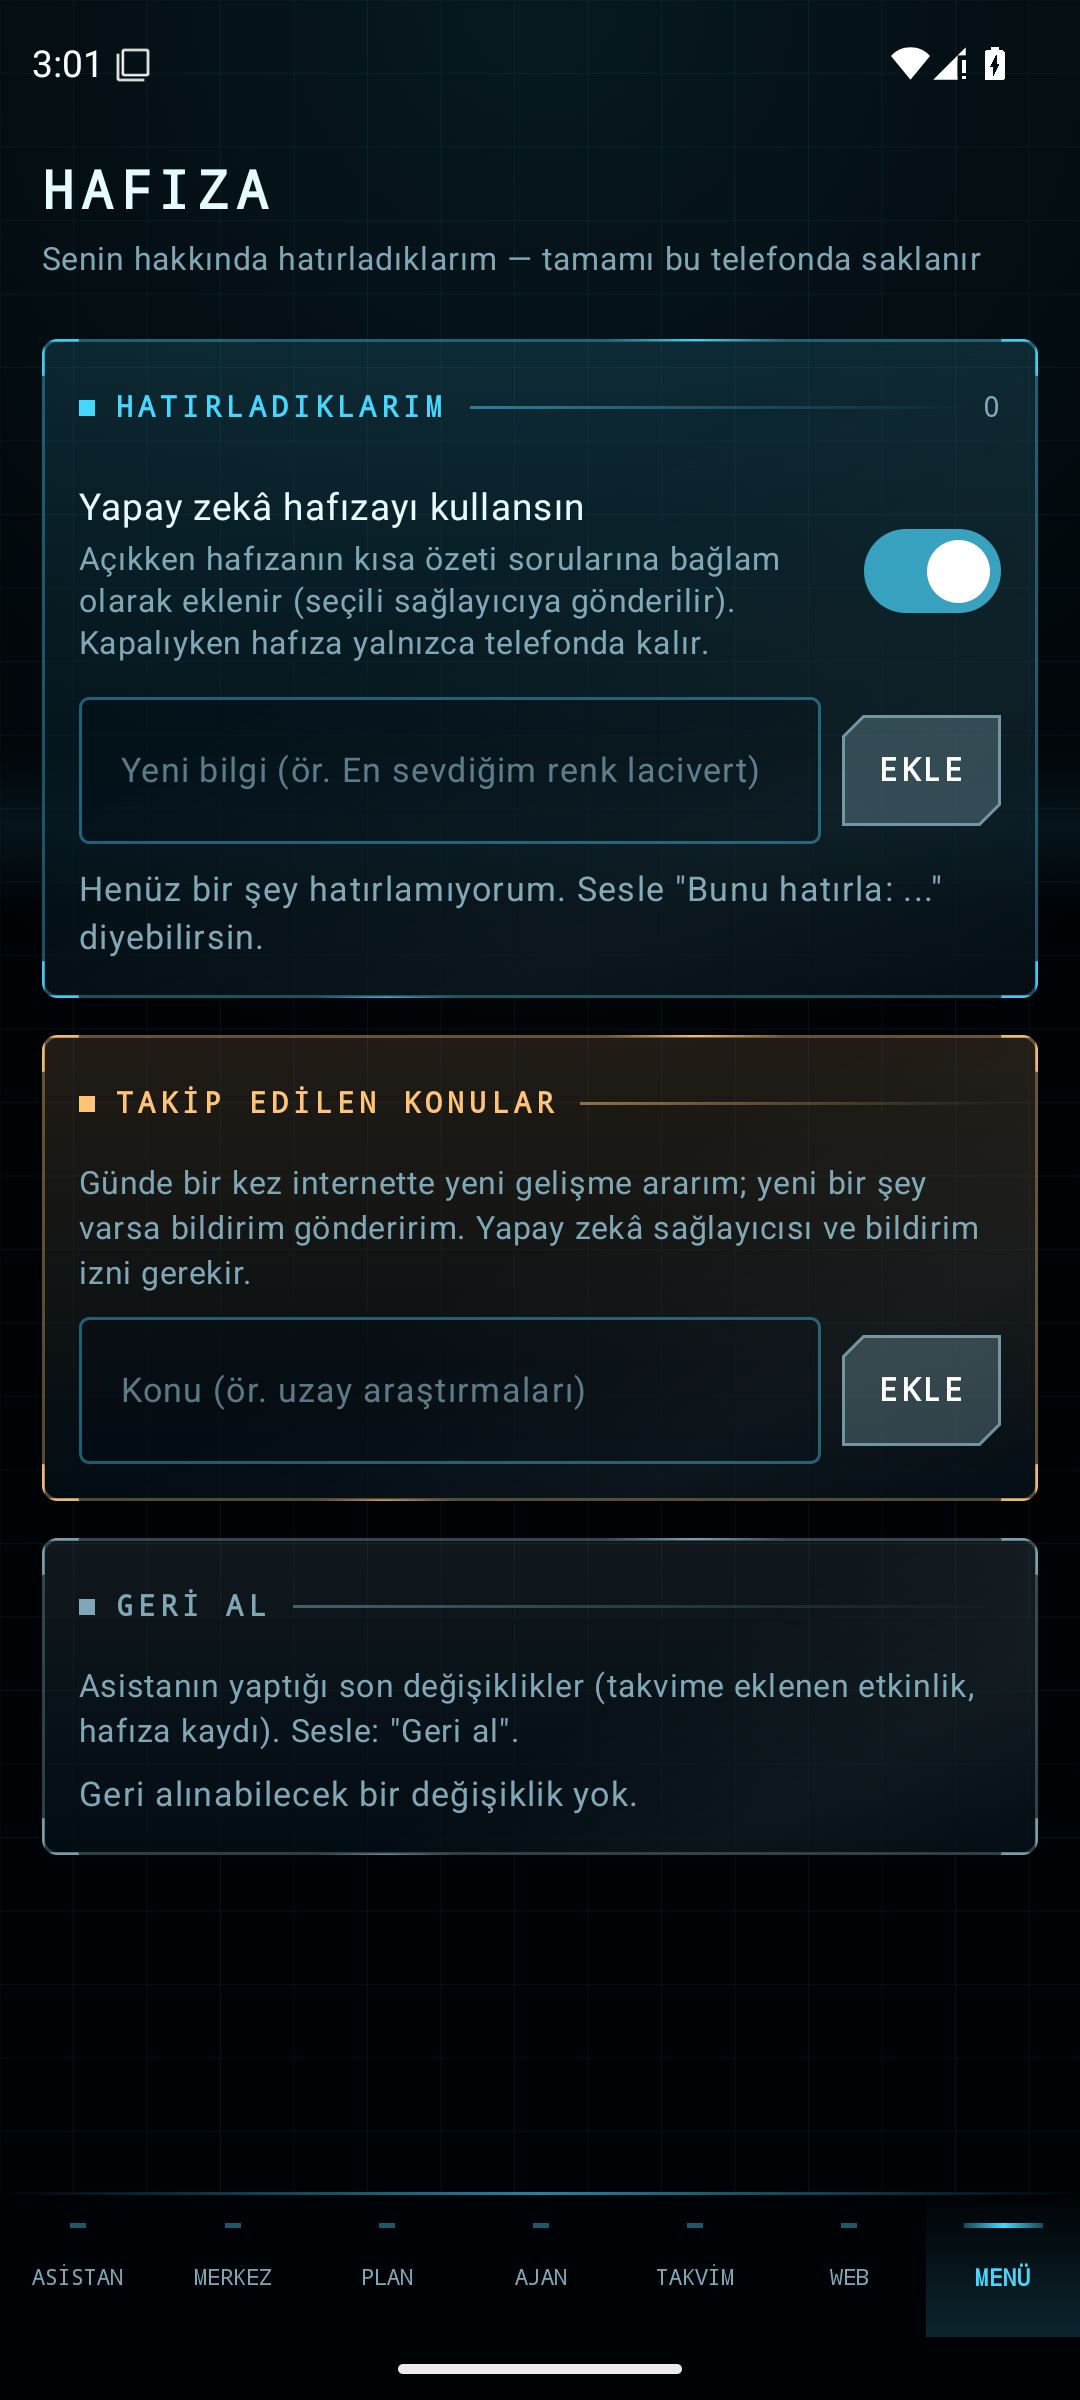 3:01
HAFIZA
Senin hakkında hatırladıklarım — tamamı bu telefonda saklanır
HATIRLADIKLARIM
0
Yapay zekâ hafızayı kullansın
Açıkken hafızanın kısa özeti sorularına bağlam
olarak eklenir (seçili sağlayıcıya gönderilir).
Kapalıyken hafıza yalnızca telefonda kalır.
Yeni bilgi (ör. En sevdiğim renk lacivert)
EKLE
Henüz bir şey hatırlamıyorum. Sesle "Bunu hatırla: ..."
diyebilirsin.
TAKİP EDİLEN KONULAR
Günde bir kez internette yeni gelişme ararım; yeni bir şey
varsa bildirim gönderirim. Yapay zekâ sağlayıcısı ve bildirim
izni gerekir.
Konu (ör. uzay araştırmaları)
EKLE
GERİ AL
Asistanın yaptığı son değişiklikler (takvime eklenen etkinlik,
hafıza kaydı). Sesle: "Geri al".
Geri alınabilecek bir değişiklik yok.
ASİSTAN
MERKEZ
PLAN
AJAN
TAKVİM
WEB
MENÜ